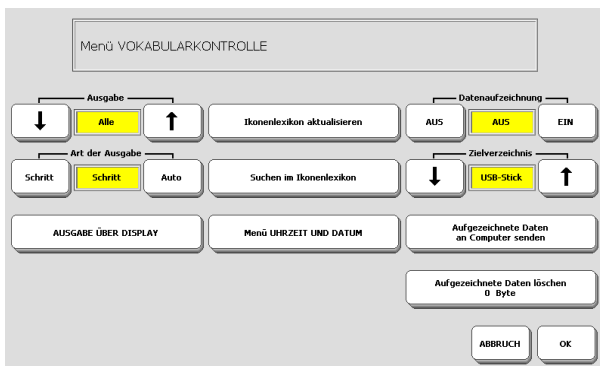 Menü VOKABULARKONTROLLE
Ausgabe
Datenaufzeichnung
Alle
Ikonenlexikon aktualisieren
AUS
AUS
EIN
Art der Ausgabe
Zielverzeichnis
Schritt
Schritt
Auto
Suchen im Ikonenlexikon
USB-Stick
AUSGABE ÜBER DISPLAY
Menü UHRZEIT UND DATUM
Aufgezeichnete Daten
an Computer senden
Aufgezeichnete Daten löschen
0 Byte
ABBRUCH
OK